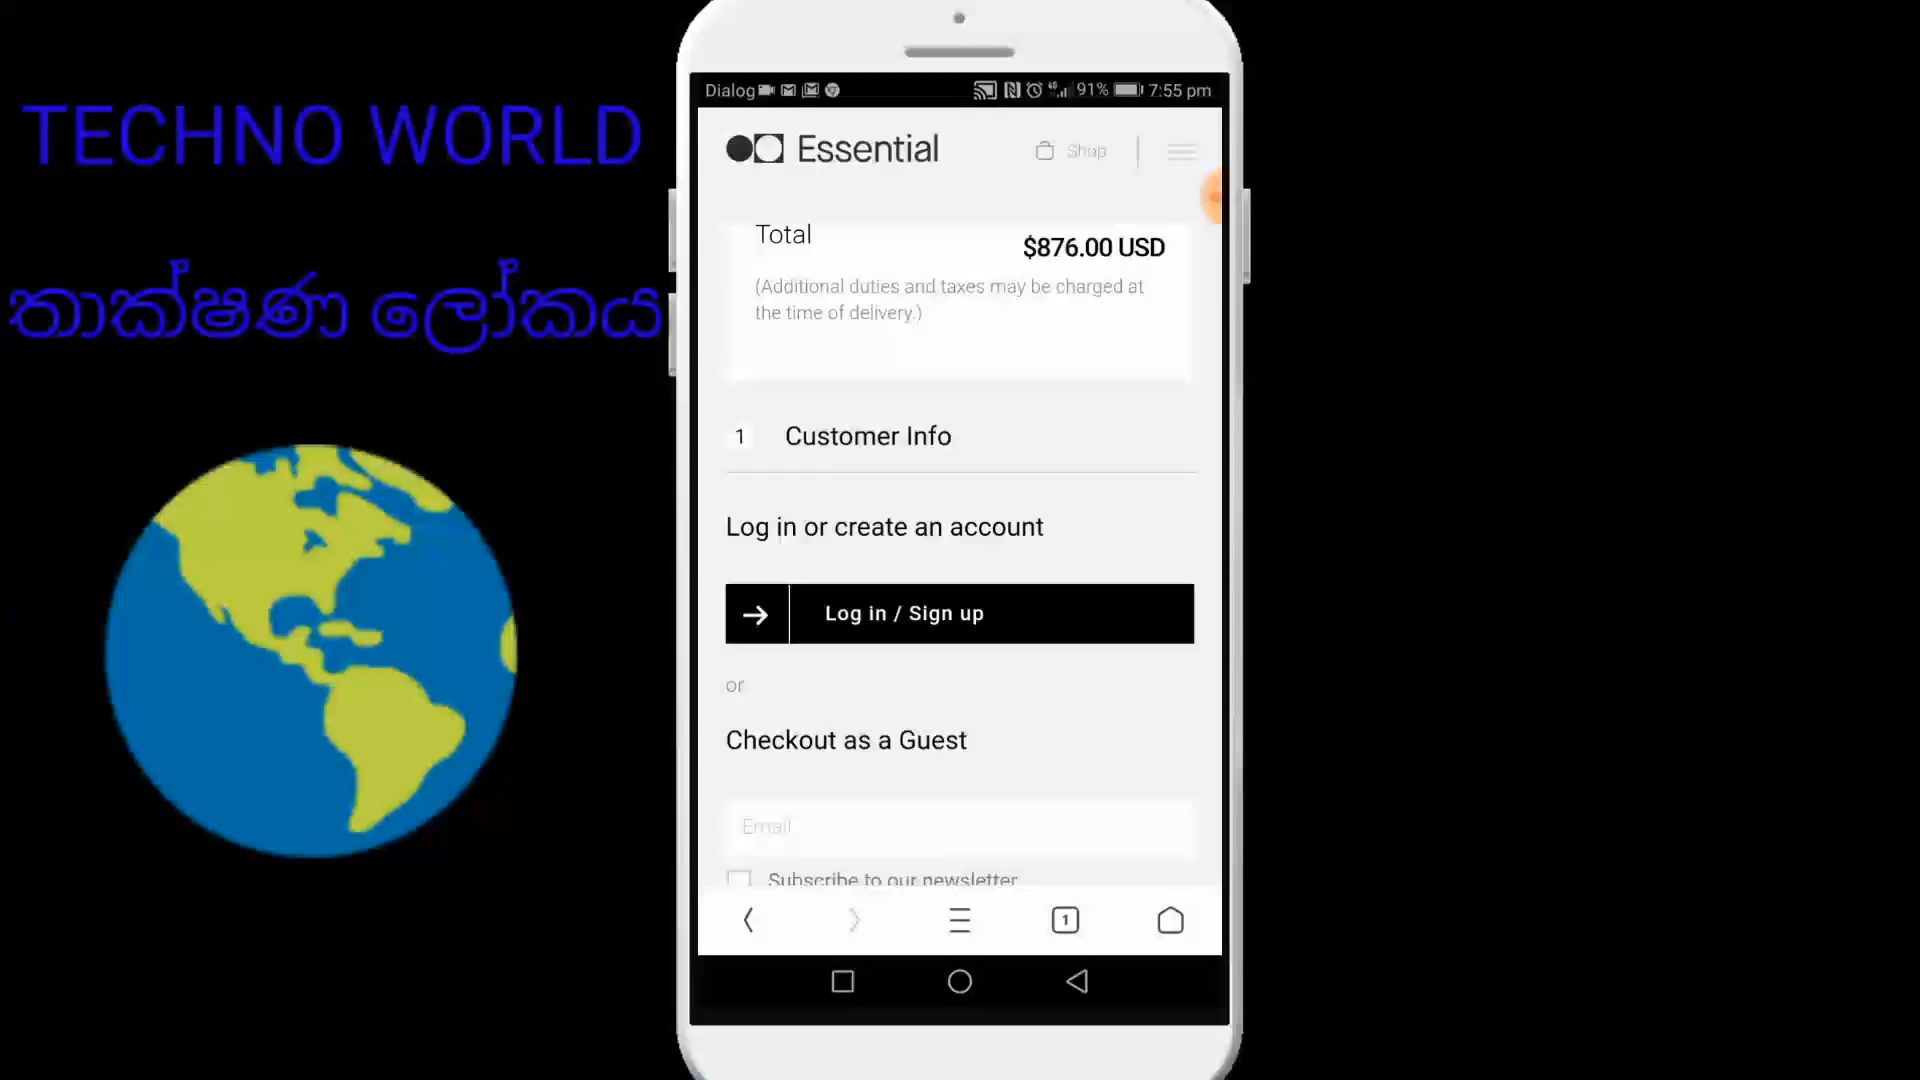 TECHNO WORLD
තාක්ෂණ ලෝකය
Dialog 4G 91% 7:55 pm
Essential
Shop
Total
$876.00 USD
(Additional duties and taxes may be charged at
the time of delivery.)
1 Customer Info
Log in or create an account
Log in / Sign up
or
Checkout as a Guest
Email
Subscribe to our newsletter
1